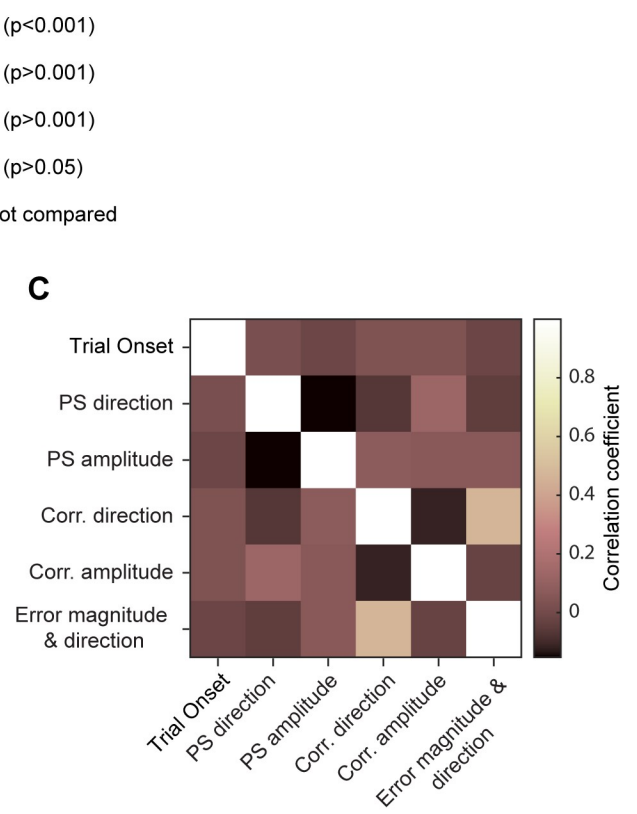 (p<0.001)
(p>0.001)
(p>0.001)
(p>0.05)
ot compared
C
Trial Onset
PS direction
PS amplitude
Corr. direction
Corr. amplitude
Error magnitude
& direction
0.8
0.6
0.4
0.2
0
Correlation coefficient
Trial Onset
PS direction
PS amplitude
Corr. direction
Corr. amplitude
Error magnitude &
direction